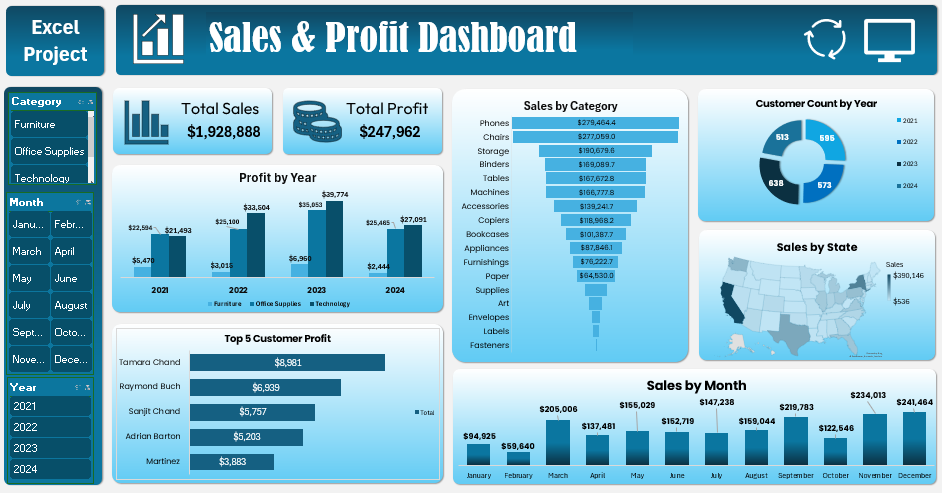 Excel
Project
Sales & Profit Dashboard
Category
Furniture
Office Supplies
Technology
Month
Janu...
Febr...
March
April
May
June
July
August
Sept...
Octo...
Nove...
Dece...
Year
2021
2022
2023
2024
Total Sales
$1,928,888
Total Profit
$247,962
Profit by Year
$5,470
$22,594
$21,493
$3,015
$25,100
$33,504
$6,960
$35,053
$39,774
$2,444
$25,465
$27,091
2021
2022
2023
2024
Furniture
Office Supplies
Technology
Top 5 Customer Profit
Tamara Chand
$8,981
Raymond Buch
$6,939
Sanjit Chand
$5,757
Adrian Barton
$5,203
Martinez
$3,883
Total
Sales by Category
Phones
$279,464.4
Chairs
$277,059.0
Storage
$190,679.6
Binders
$169,089.7
Tables
$167,672.8
Machines
$166,777.8
Accessories
$139,241.7
Copiers
$118,968.2
Bookcases
$101,387.7
Appliances
$87,846.1
Furnishings
$76,222.7
Paper
$64,530.0
Supplies
Art
Envelopes
Labels
Fasteners
Customer Count by Year
513
595
638
573
2021
2022
2023
2024
Sales by State
Sales
$390,146
$536
Sales by Month
$94,925
$59,640
$205,006
$137,481
$155,029
$152,719
$147,238
$159,044
$219,783
$122,546
$234,013
$241,464
January
February
March
April
May
June
July
August
September
October
November
December